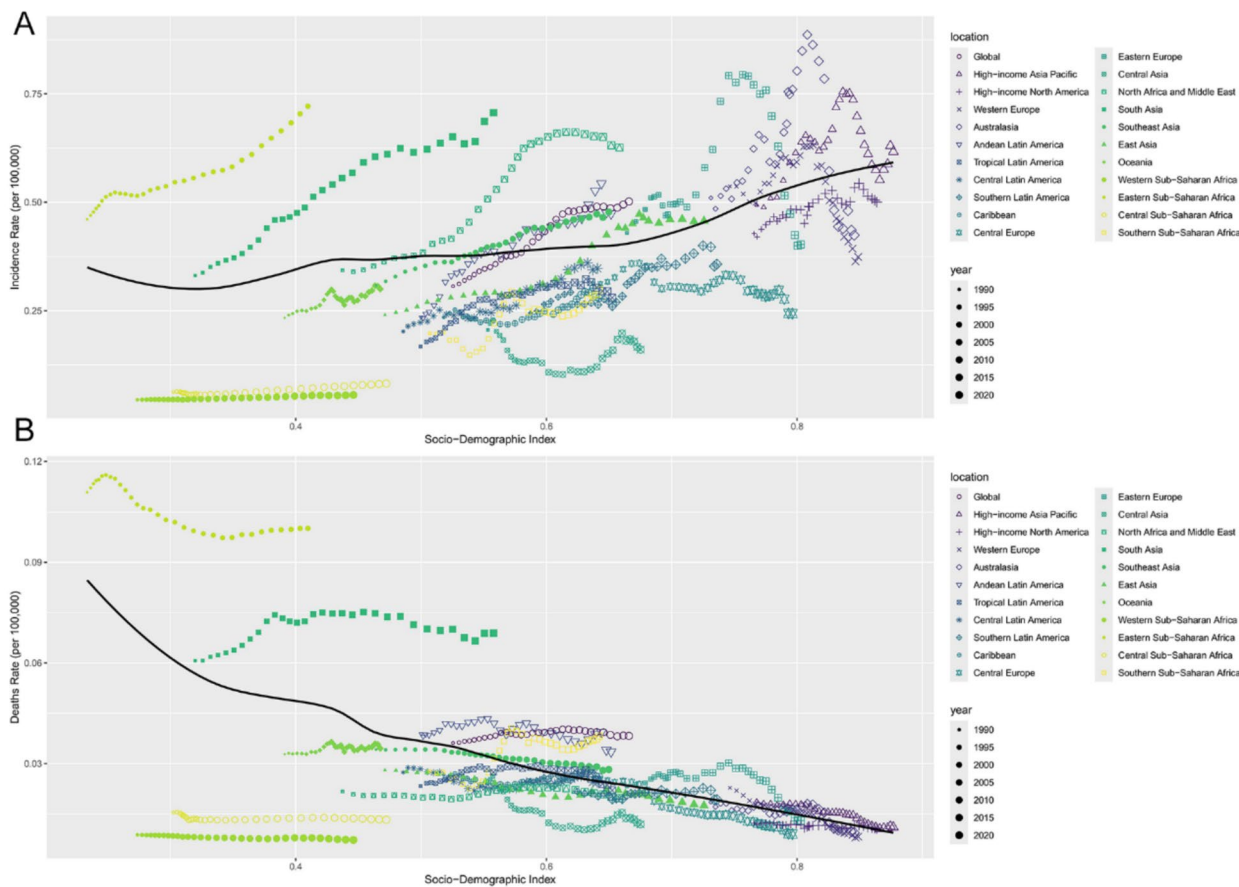 A
Incidence Rate (per 100,000)
0.75
0.50
0.25
0.4
0.6
0.8
Socio−Demographic Index
location
Global
High−income Asia Pacific
High−income North America
Western Europe
Australasia
Andean Latin America
Tropical Latin America
Central Latin America
Southern Latin America
Caribbean
Central Europe
Eastern Europe
Central Asia
North Africa and Middle East
South Asia
Southeast Asia
East Asia
Oceania
Western Sub−Saharan Africa
Eastern Sub−Saharan Africa
Central Sub−Saharan Africa
Southern Sub−Saharan Africa
year
1990
1995
2000
2005
2010
2015
2020
B
Deaths Rate (per 100,000)
0.12
0.09
0.06
0.03
0.4
0.6
0.8
Socio−Demographic Index
location
Global
High−income Asia Pacific
High−income North America
Western Europe
Australasia
Andean Latin America
Tropical Latin America
Central Latin America
Southern Latin America
Caribbean
Central Europe
Eastern Europe
Central Asia
North Africa and Middle East
South Asia
Southeast Asia
East Asia
Oceania
Western Sub−Saharan Africa
Eastern Sub−Saharan Africa
Central Sub−Saharan Africa
Southern Sub−Saharan Africa
year
1990
1995
2000
2005
2010
2015
2020